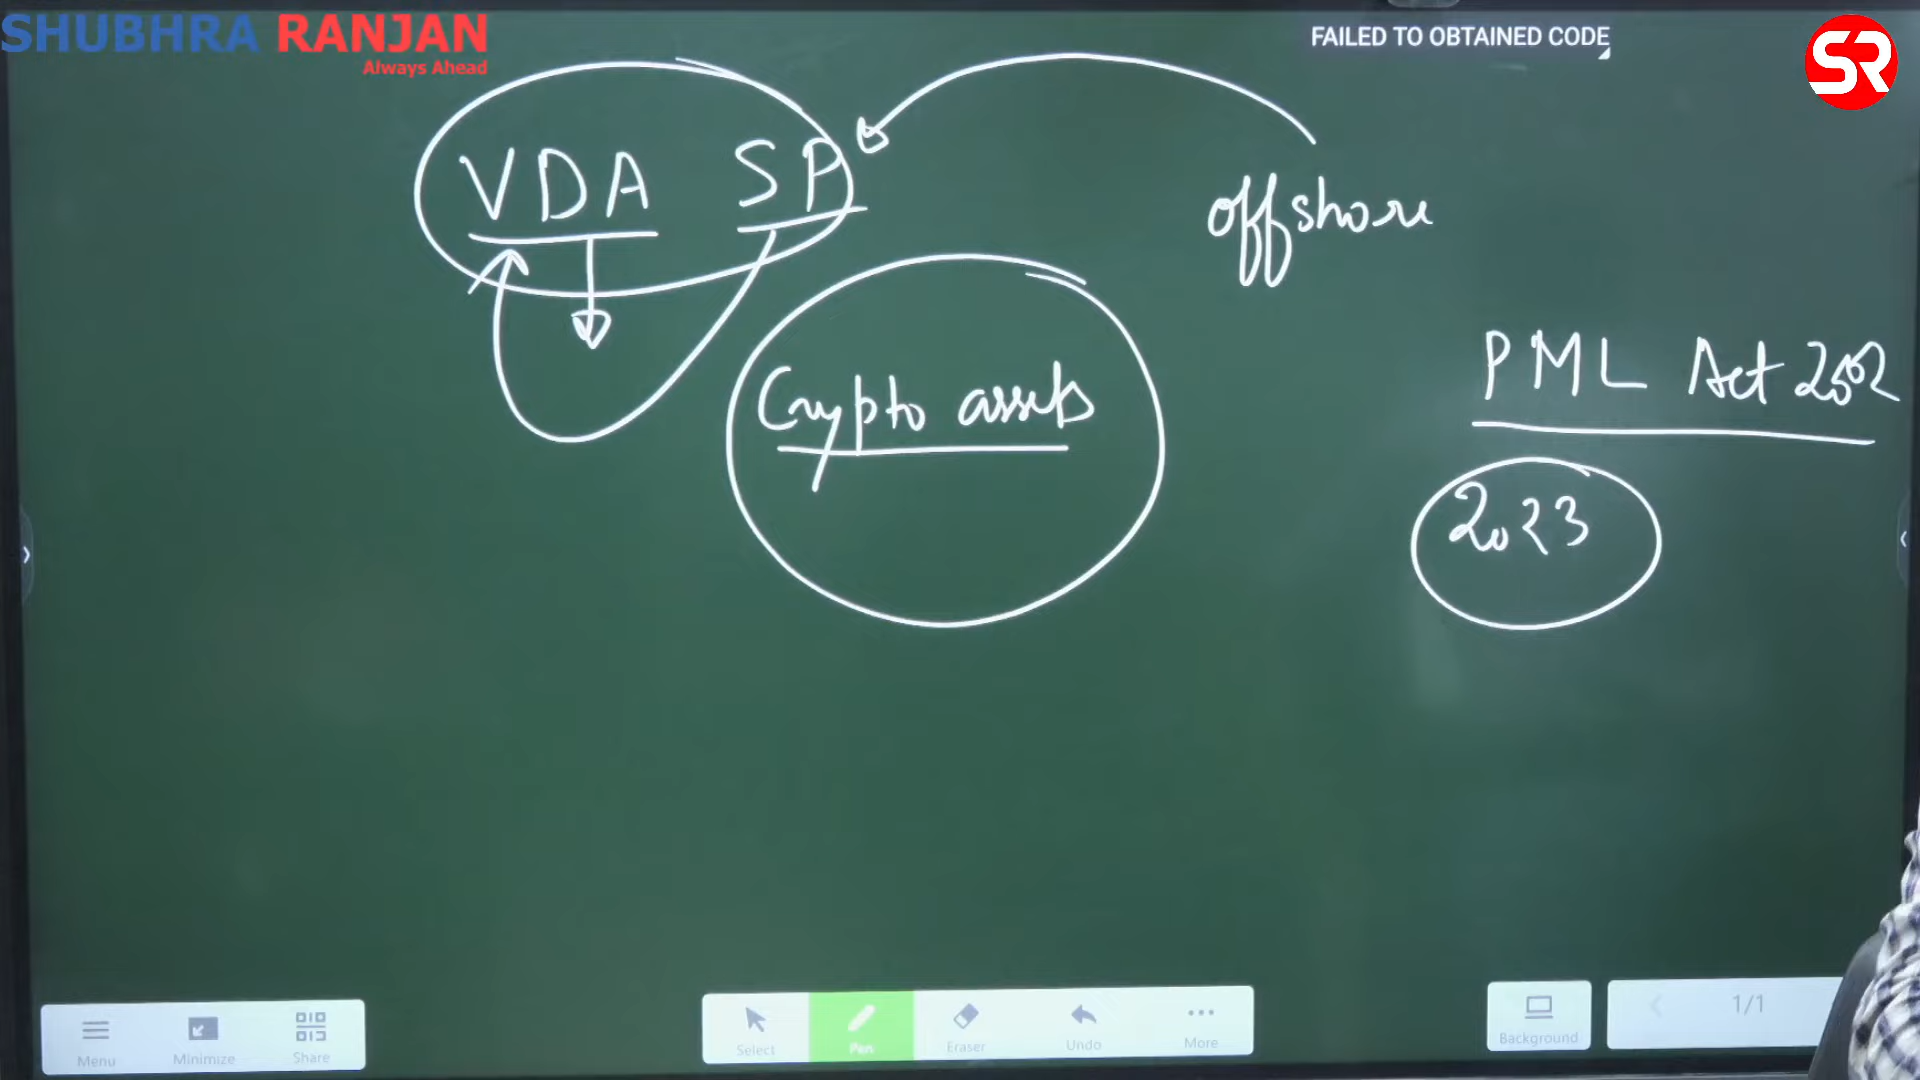 SHUBHRA RANJAN
Always Ahead
FAILED TO OBTAINED CODE
SR
VDA SP
offshore
Crypto assets
PML Act 2002
2023
Menu
Minimize
Share
Select
Pen
Eraser
Undo
More
Background
1/1